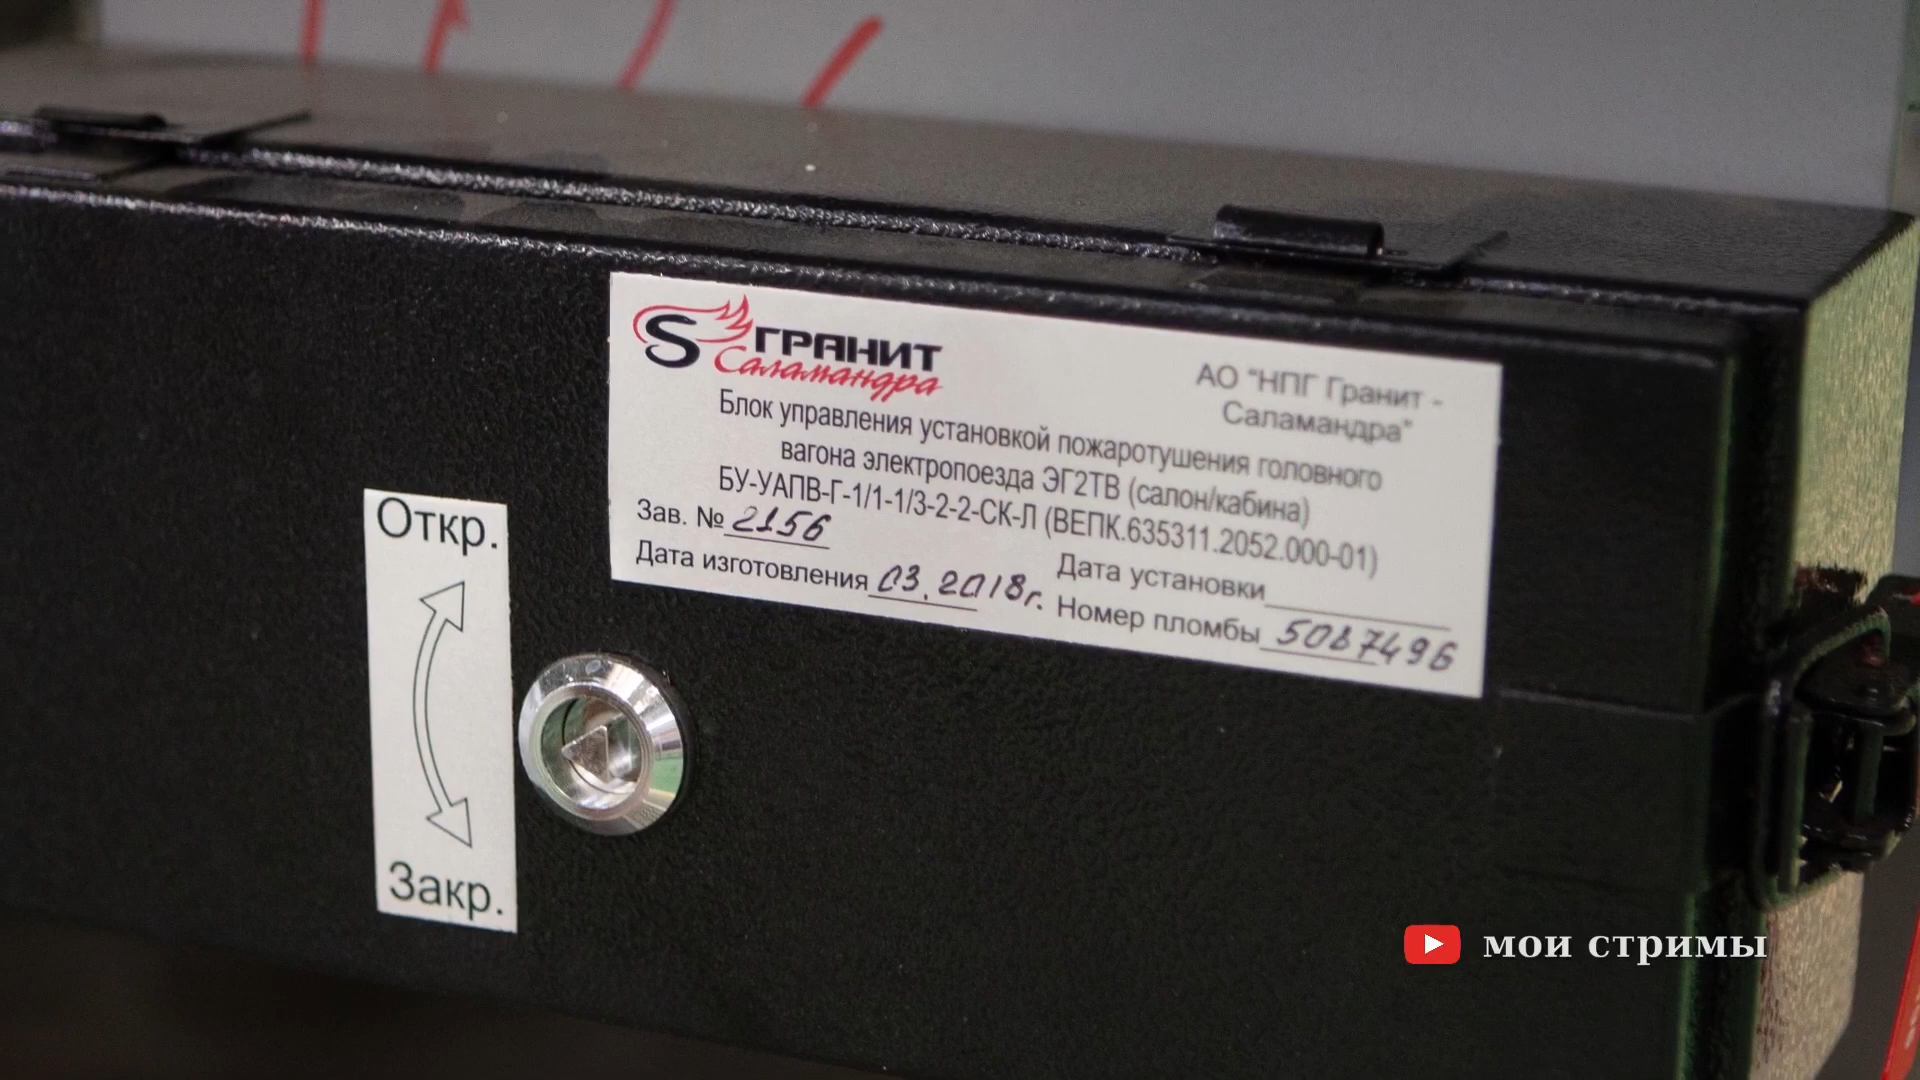 S ГРАНИТ
Саламандра
АО "НПГ Гранит -
Саламандра"
Блок управления установкой пожаротушения головного
вагона электропоезда ЭГ2ТВ (салон/кабина)
БУ-УАПВ-Г-1/1-1/3-2-2-СК-Л (ВЕПК.635311.2052.000-01)
Зав. № 2156
Дата изготовления 03.2018г.
Дата установки
Номер пломбы 5087496
Откр.
Закр.
мои стримы